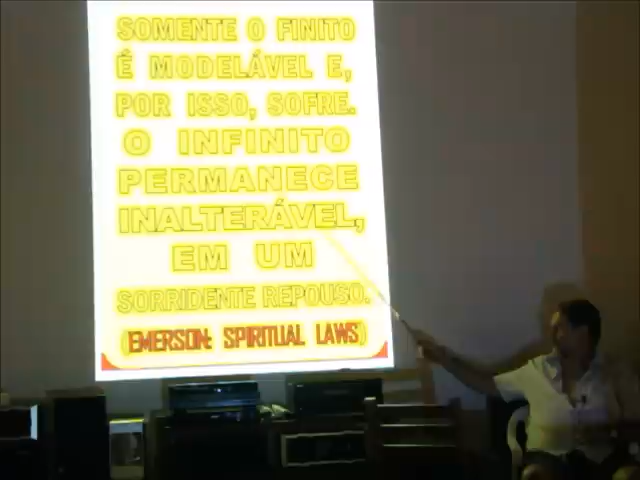 SOMENTE O FINITO
É MODELÁVEL E,
POR ISSO, SOFRE.
O INFINITO
PERMANECE
INALTERÁVEL,
EM UM
SORRIDENTE REPOUSO.
(EMERSON: SPIRITUAL LAWS)